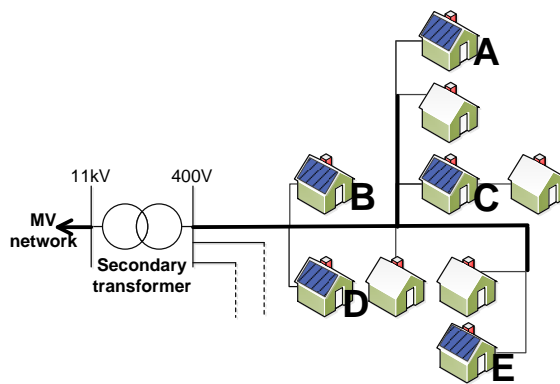 A
11kV
400V
B
C
MV
network
Secondary
transformer
D
E